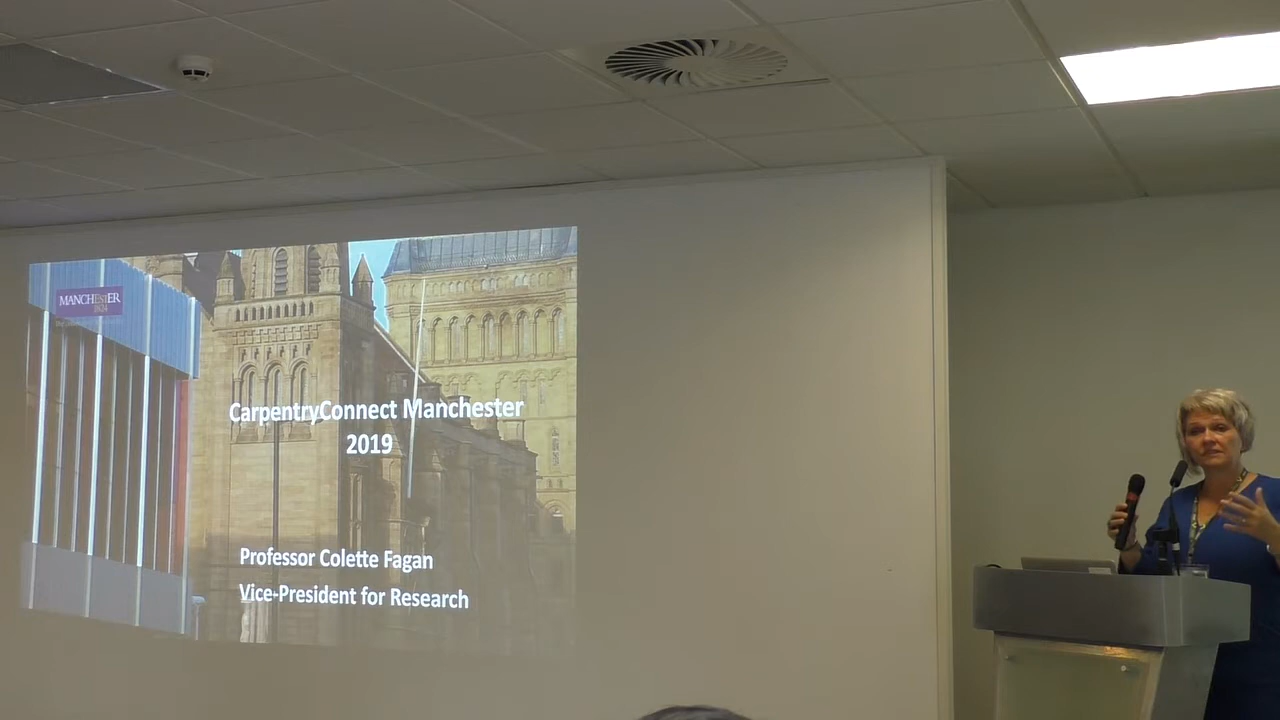 MANCHESTER
1824
CarpentryConnect Manchester
2019
Professor Colette Fagan
Vice-President for Research